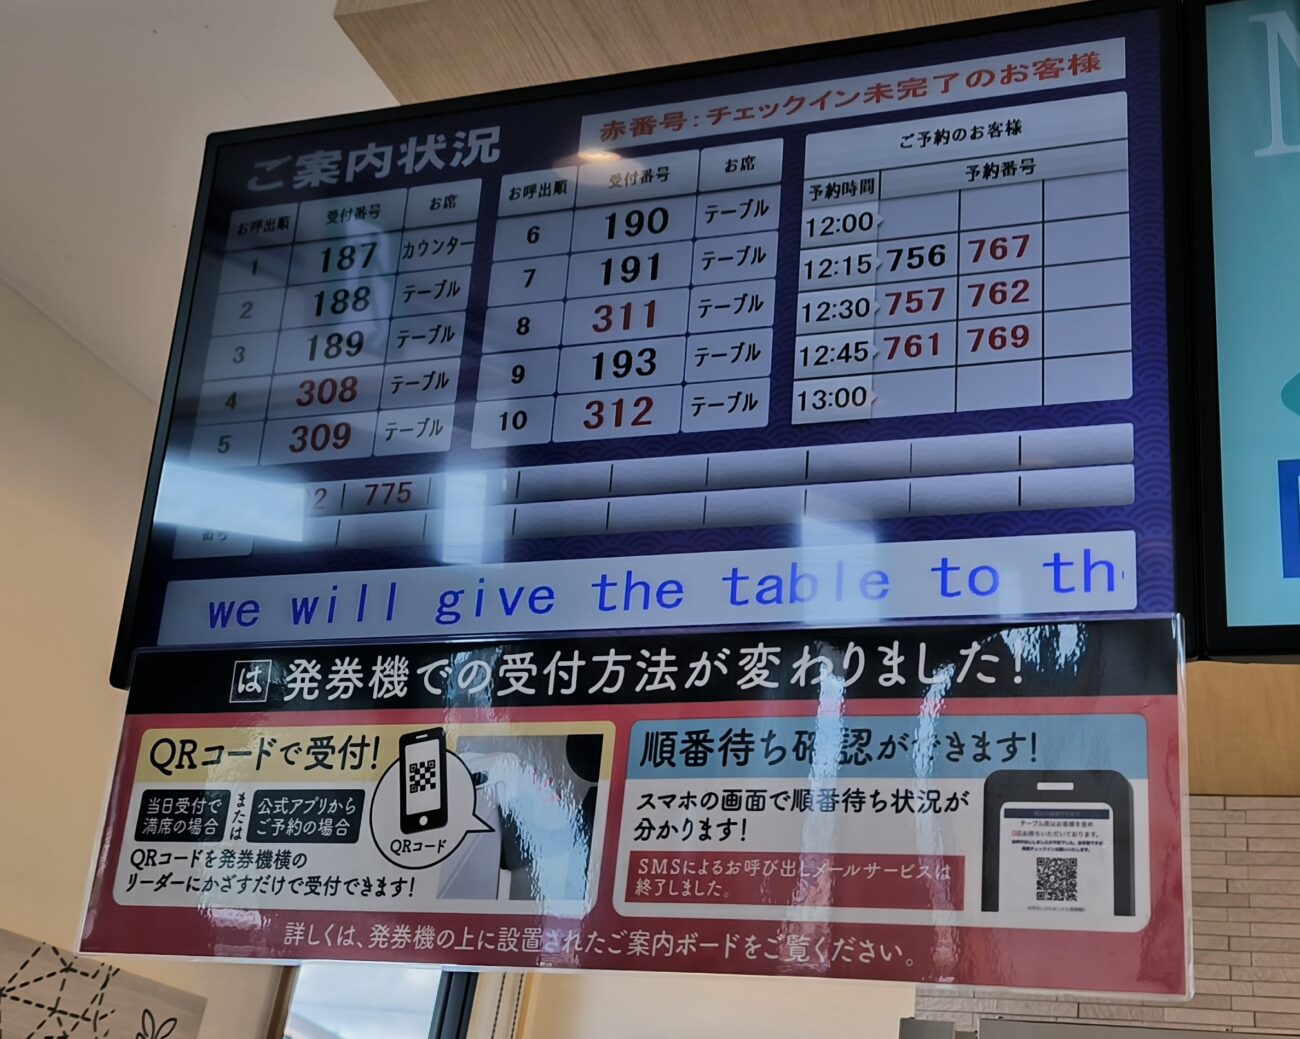 ご案内状況
赤番号：チェックイン未完了のお客様
お呼出順 受付番号 お席
1 187 カウンター
2 188 テーブル
3 189 テーブル
4 308 テーブル
5 309 テーブル
お呼出順 受付番号 お席
6 190 テーブル
7 191 テーブル
8 311 テーブル
9 193 テーブル
10 312 テーブル
ご予約のお客様
予約時間 予約番号
12:00
12:15 756 767
12:30 757 762
12:45 761 769
13:00
775
番号
we will give the table to th
は 発券機での受付方法が変わりました！
QRコードで受付！
当日受付で
満席の場合
または
公式アプリから
ご予約の場合
QRコード
QRコードを発券機横の
リーダーにかざすだけで受付できます！
順番待ち確認ができます！
スマホの画面で順番待ち状況が
分かります！
SMSによるお呼び出しメールサービスは
終了しました。
テーブル席はお客様を含め
詳しくは、発券機の上に設置されたご案内ボードをご覧ください。